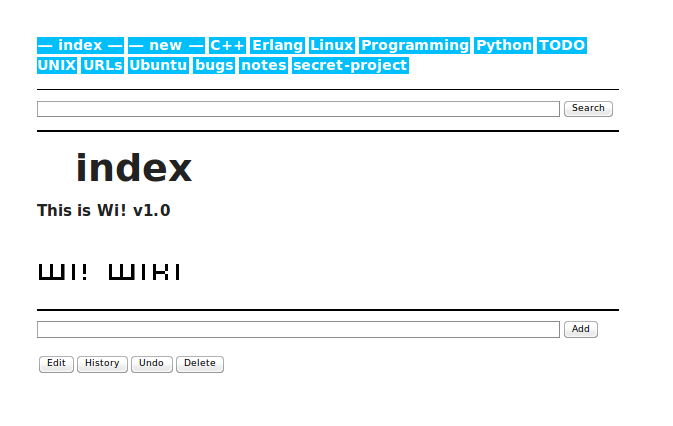 — index — — new — C++ Erlang Linux Programming Python TODO
UNIX URLs Ubuntu bugs notes secret-project
Search
index
This is Wi! v1.0
WI! WIKI
Add
Edit History Undo Delete